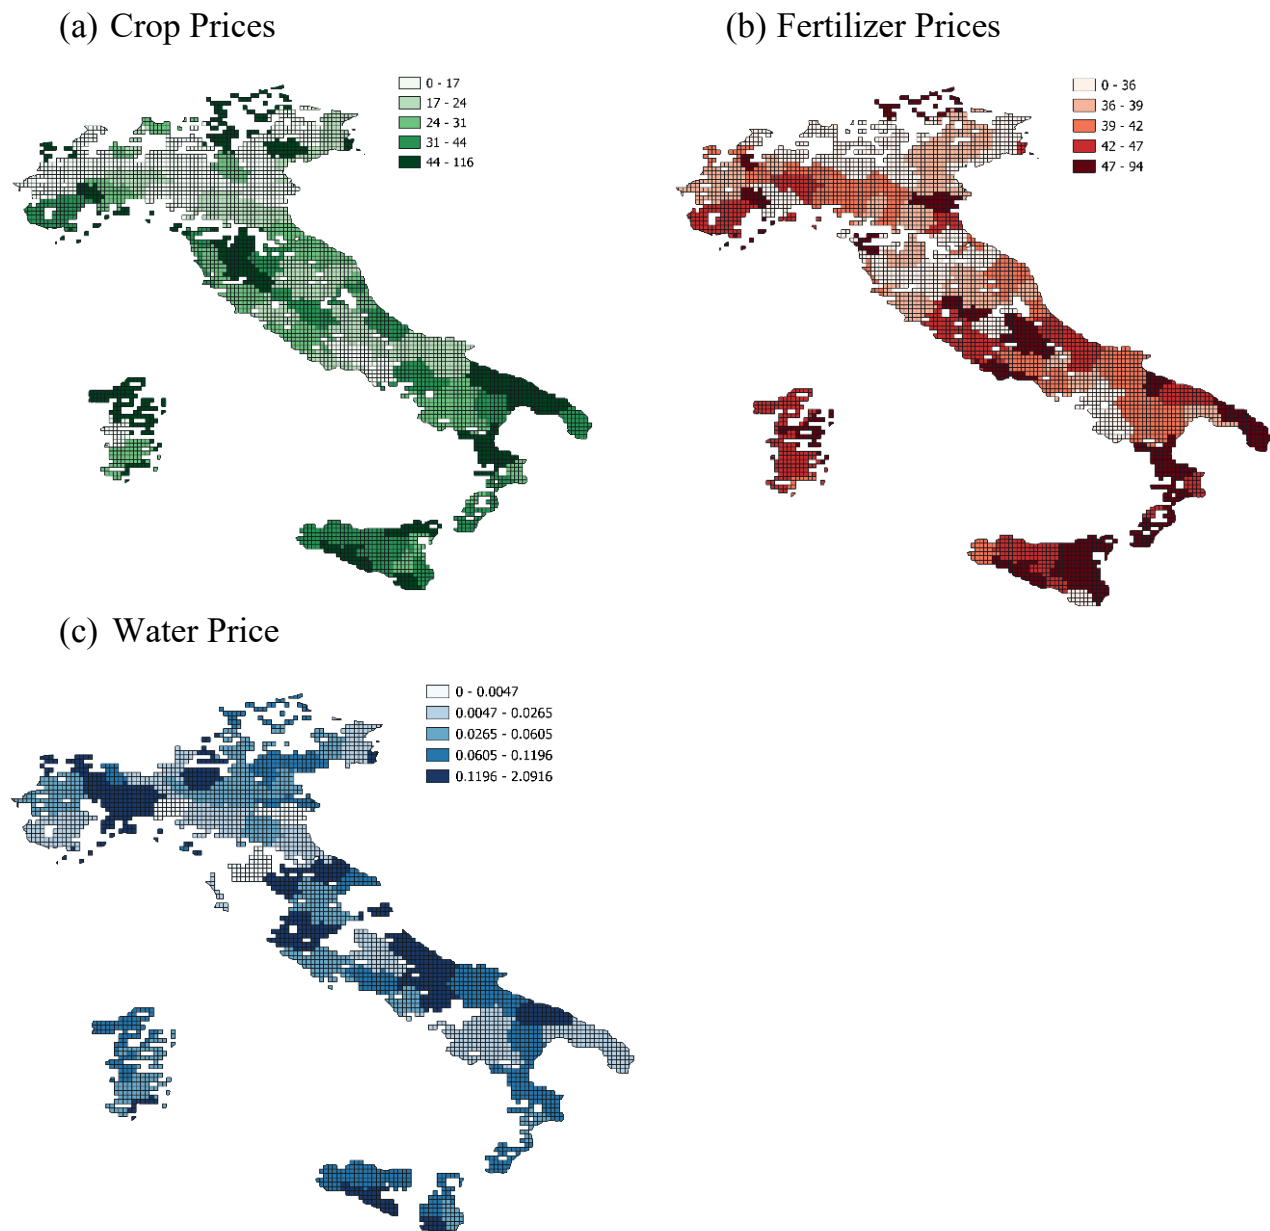 (a) Crop Prices
0 - 17
17 - 24
24 - 31
31 - 44
44 - 116
(b) Fertilizer Prices
0 - 36
36 - 39
39 - 42
42 - 47
47 - 94
(c) Water Price
0 - 0.0047
0.0047 - 0.0265
0.0265 - 0.0605
0.0605 - 0.1196
0.1196 - 2.0916